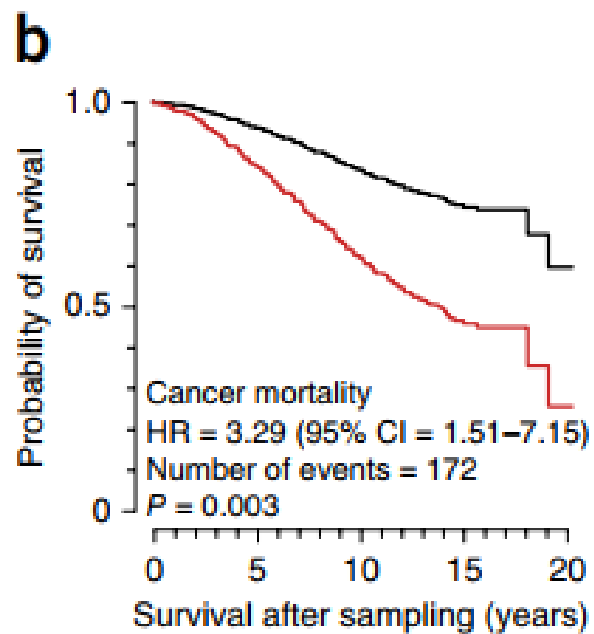 b
Probability of survival
1.0
0.5
0
Cancer mortality
HR = 3.29 (95% CI = 1.51–7.15)
Number of events = 172
P = 0.003
0 5 10 15 20
Survival after sampling (years)